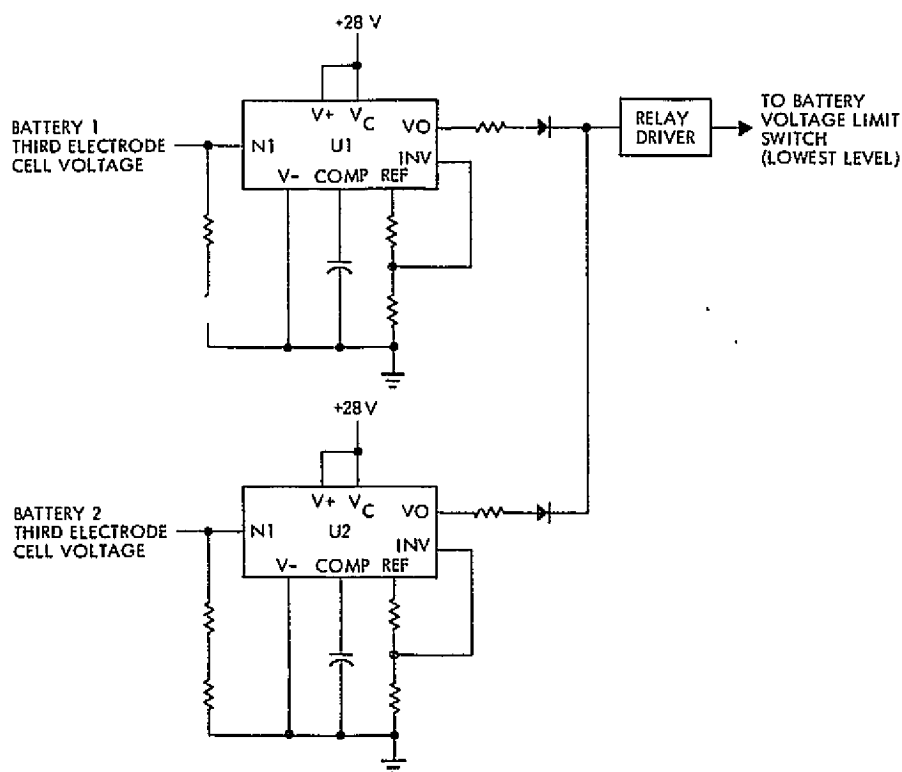 +28 V
V+ VC
BATTERY 1
THIRD ELECTRODE
CELL VOLTAGE
N1
U1
VO
INV
V- COMP REF
RELAY
DRIVER
TO BATTERY
VOLTAGE LIMIT
SWITCH
(LOWEST LEVEL)
+28 V
V+ VC
BATTERY 2
THIRD ELECTRODE
CELL VOLTAGE
N1
U2
VO
INV
V- COMP REF